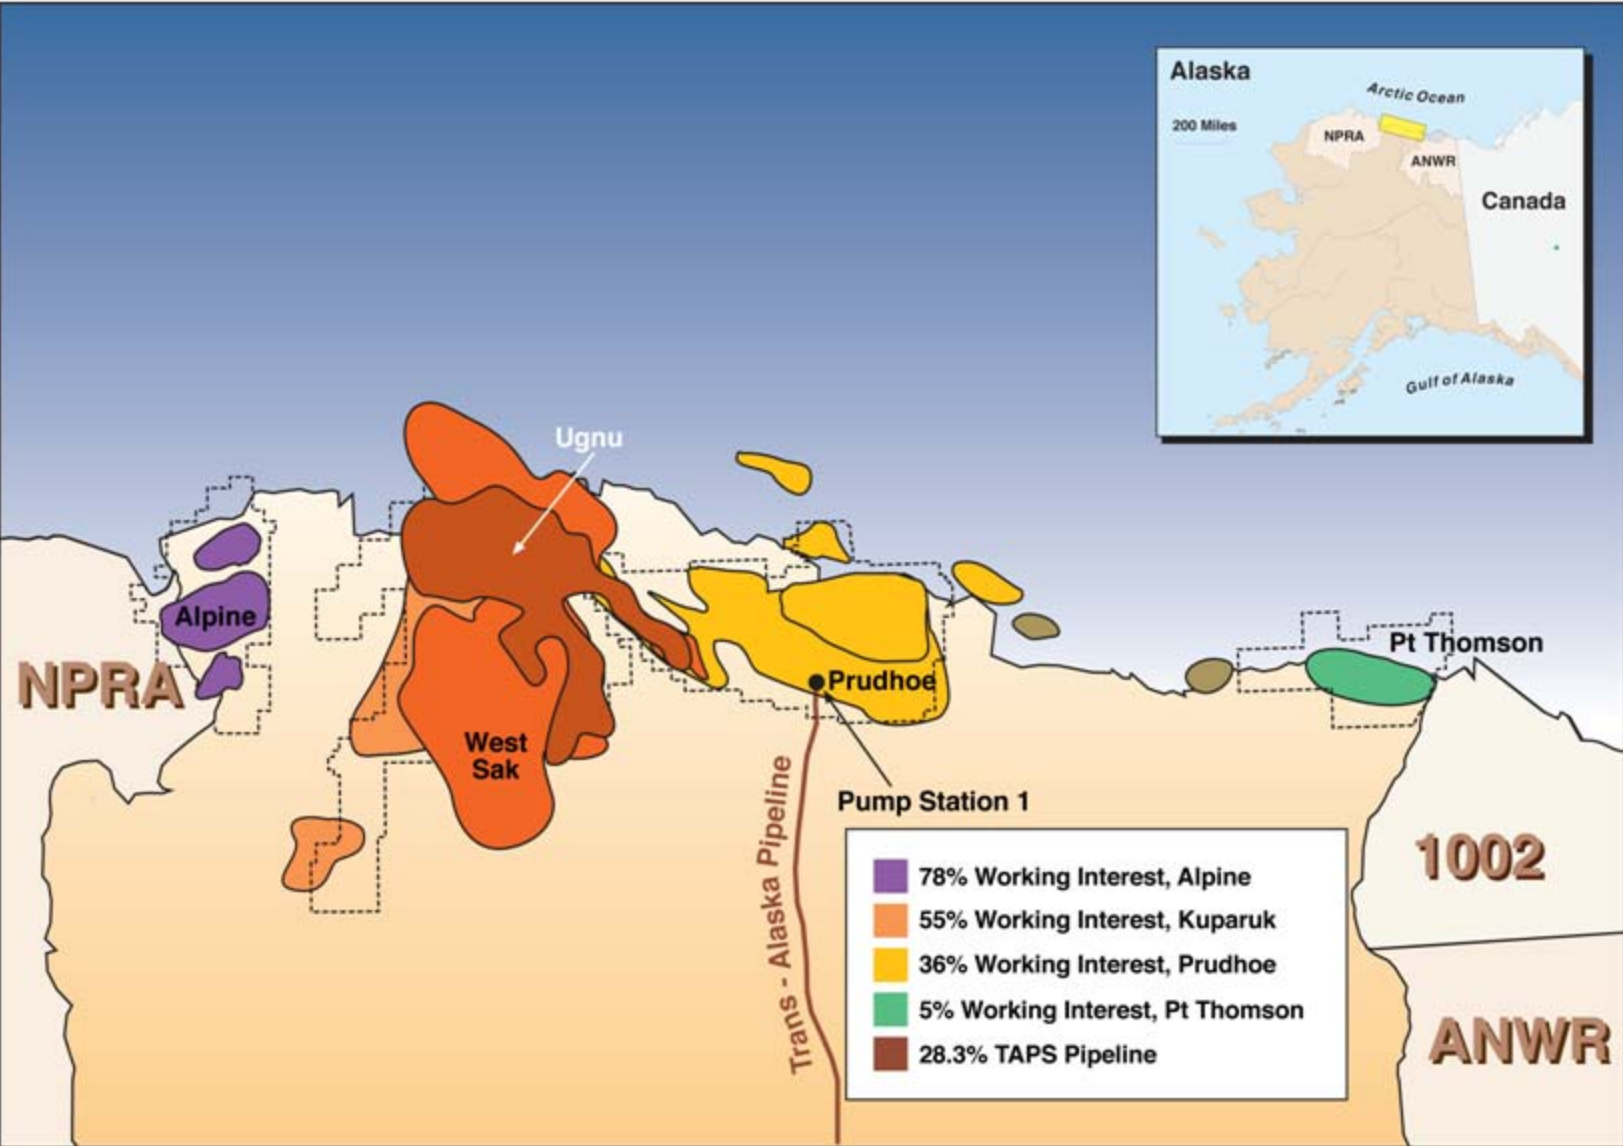 Alaska
Arctic Ocean
200 Miles
NPRA
ANWR
Canada
Gulf of Alaska
Ugnu
Alpine
NPRA
Pt Thomson
Prudhoe
West
Sak
Pump Station 1
Trans - Alaska Pipeline
1002
ANWR
78% Working Interest, Alpine
55% Working Interest, Kuparuk
36% Working Interest, Prudhoe
5% Working Interest, Pt Thomson
28.3% TAPS Pipeline